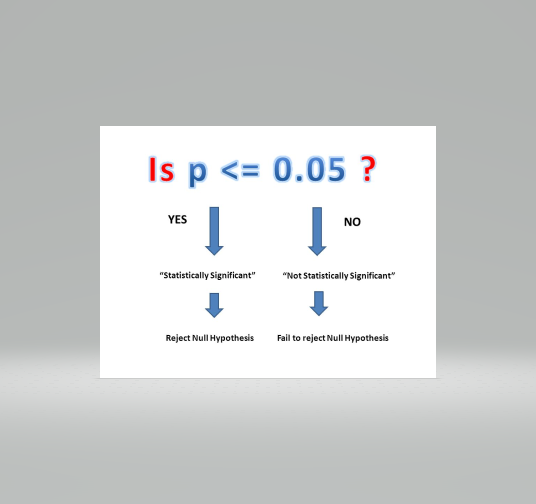 Is p <= 0.05 ?
YES
NO
“Statistically Significant”
“Not Statistically Significant”
Reject Null Hypothesis
Fail to reject Null Hypothesis